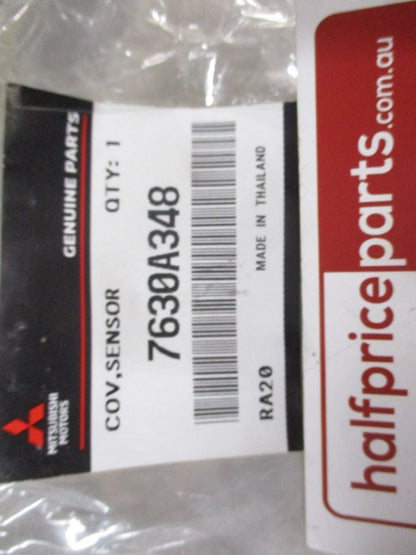 MITSUBISHI
MOTORS
GENUINE PARTS
COV,SENSOR QTY: 1
7630A348
RA20 MADE IN THAILAND
halfpriceparts.com.au